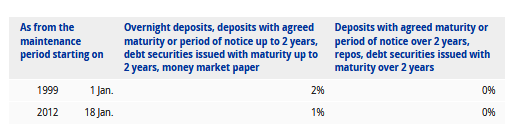 As from the maintenance period starting on
Overnight deposits, deposits with agreed maturity or period of notice up to 2 years, debt securities issued with maturity up to 2 years, money market paper
Deposits with agreed maturity or period of notice over 2 years, repos, debt securities issued with maturity over 2 years
1999 1 Jan. 2% 0%
2012 18 Jan. 1% 0%